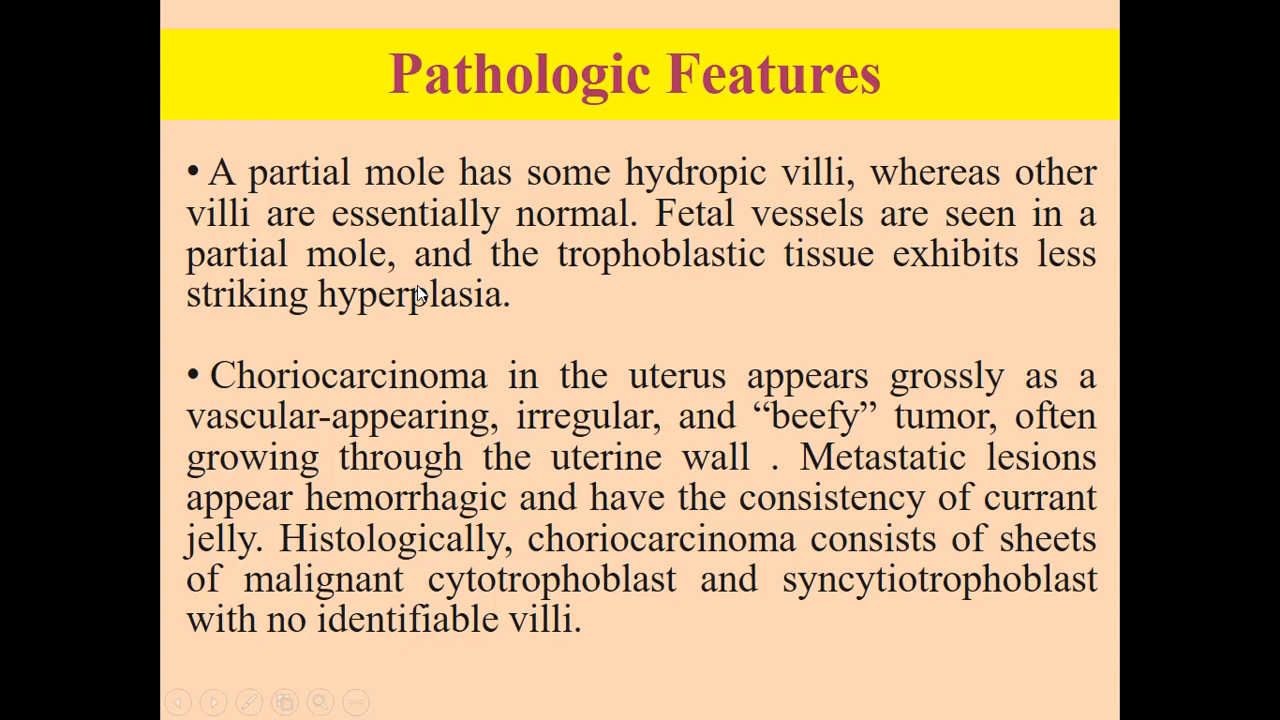 Pathologic Features
• A partial mole has some hydropic villi, whereas other
villi are essentially normal. Fetal vessels are seen in a
partial mole, and the trophoblastic tissue exhibits less
striking hyperplasia.
• Choriocarcinoma in the uterus appears grossly as a
vascular-appearing, irregular, and “beefy” tumor, often
growing through the uterine wall . Metastatic lesions
appear hemorrhagic and have the consistency of currant
jelly. Histologically, choriocarcinoma consists of sheets
of malignant cytotrophoblast and syncytiotrophoblast
with no identifiable villi.